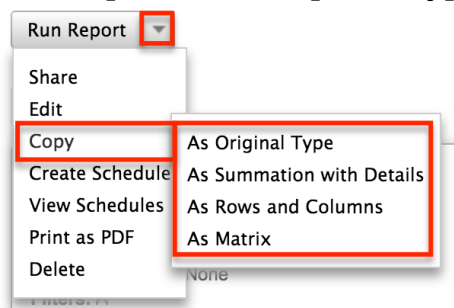 Run Report
Share
Edit
Copy
As Original Type
Create Schedule
As Summation with Details
View Schedules
As Rows and Columns
Print as PDF
As Matrix
Delete
None